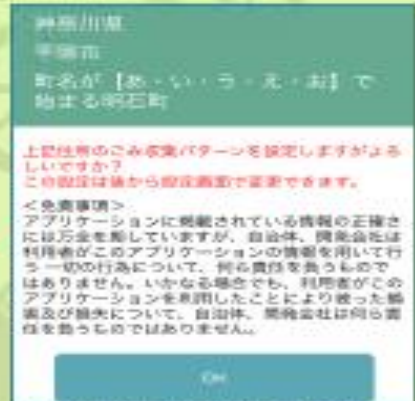 神奈川県
平塚市
町名が【あ・い・う・え・お】で
始まる明石町
上記住所のごみ収集パターンを設定しますがよろ
しいですか？
この設定は後から設定画面で変更できます。
＜免責事項＞
アプリケーションに掲載されている情報の正確さ
には万全を期していますが、自治体、開発会社は
利用者がこのアプリケーションの情報を用いて行
う一切の行為について、何ら責任を負うもので
はありません。いかなる場合でも、利用者がこの
アプリケーションを利用したことにより被った損
害及び損失について、自治体、開発会社は何ら責
任を負うものではありません。
OK